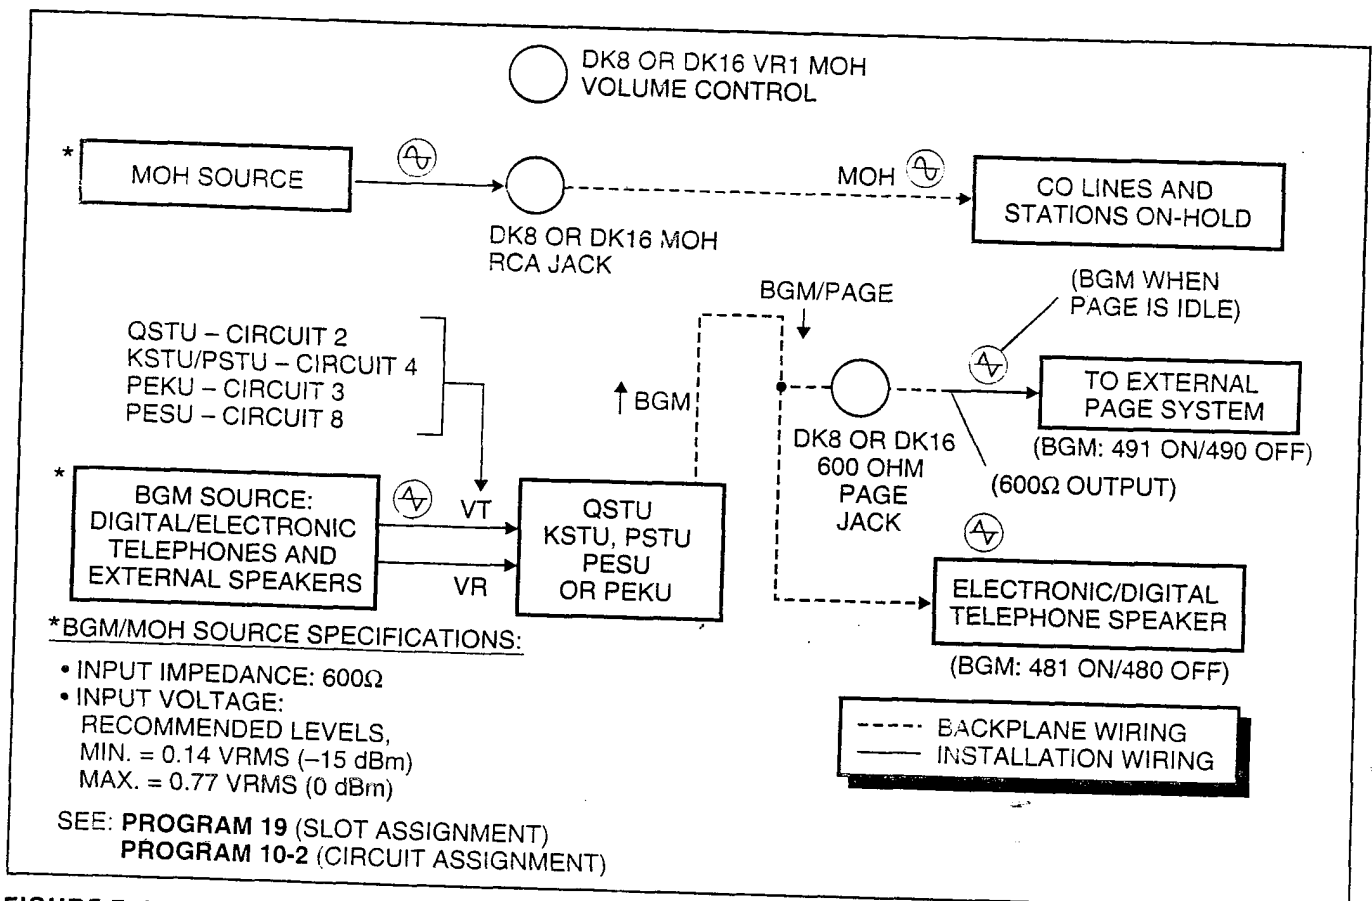 DK8 OR DK16 VR1 MOH
VOLUME CONTROL
*
MOH SOURCE
MOH
CO LINES AND
STATIONS ON-HOLD
DK8 OR DK16 MOH
RCA JACK
BGM/PAGE
(BGM WHEN
PAGE IS IDLE)
QSTU – CIRCUIT 2
KSTU/PSTU – CIRCUIT 4
PEKU – CIRCUIT 3
PESU – CIRCUIT 8
BGM
TO EXTERNAL
PAGE SYSTEM
(BGM: 491 ON/490 OFF)
DK8 OR DK16
600 OHM
PAGE
JACK
(600Ω OUTPUT)
*
BGM SOURCE:
DIGITAL/ELECTRONIC
TELEPHONES AND
EXTERNAL SPEAKERS
VT
VR
QSTU
KSTU, PSTU
PESU
OR PEKU
ELECTRONIC/DIGITAL
TELEPHONE SPEAKER
(BGM: 481 ON/480 OFF)
*BGM/MOH SOURCE SPECIFICATIONS:
• INPUT IMPEDANCE: 600Ω
• INPUT VOLTAGE:
RECOMMENDED LEVELS,
MIN. = 0.14 VRMS (–15 dBm)
MAX. = 0.77 VRMS (0 dBm)
BACKPLANE WIRING
INSTALLATION WIRING
SEE: PROGRAM 19 (SLOT ASSIGNMENT)
PROGRAM 10-2 (CIRCUIT ASSIGNMENT)